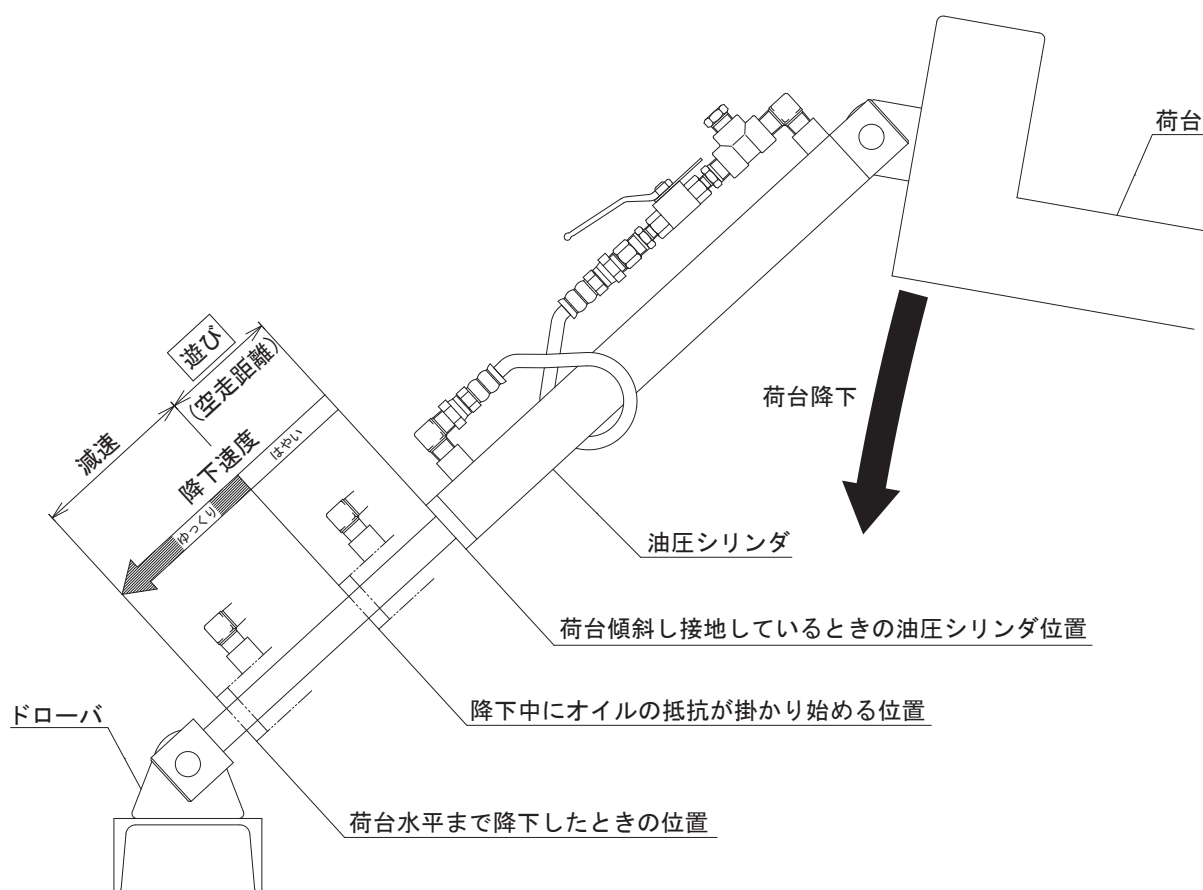 荷台
遊び
(空走距離)
減速
降下速度
はやい
ゆっくり
荷台降下
油圧シリンダ
荷台傾斜し接地しているときの油圧シリンダ位置
降下中にオイルの抵抗が掛かり始める位置
ドローバ
荷台水平まで降下したときの位置